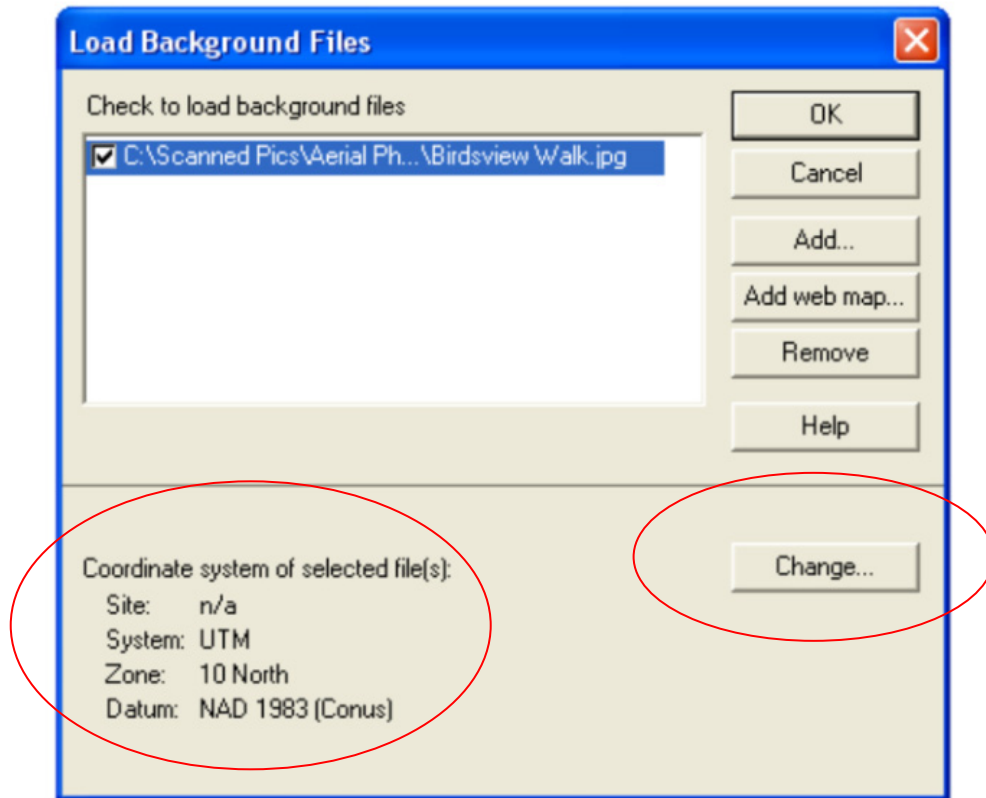 Load Background Files
Check to load background files
C:\Scanned Pics\Aerial Ph...\Birdsview Walk.jpg
OK
Cancel
Add...
Add web map...
Remove
Help
Coordinate system of selected file(s):
Site: n/a
System: UTM
Zone: 10 North
Datum: NAD 1983 (Conus)
Change...